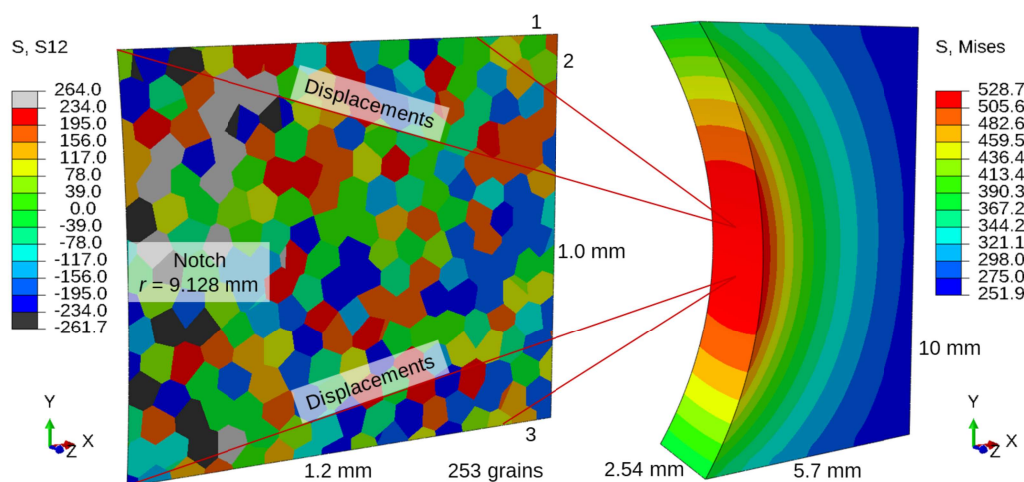 S, S12
264.0
234.0
195.0
156.0
117.0
78.0
39.0
0.0
-39.0
-78.0
-117.0
-156.0
-195.0
-234.0
-261.7
Y
X
Z
1
2
3
Displacements
Notch
r = 9.128 mm
Displacements
1.0 mm
1.2 mm
253 grains
2.54 mm
5.7 mm
10 mm
S, Mises
528.7
505.6
482.6
459.5
436.4
413.4
390.3
367.2
344.2
321.1
298.0
275.0
251.9
Y
X
Z